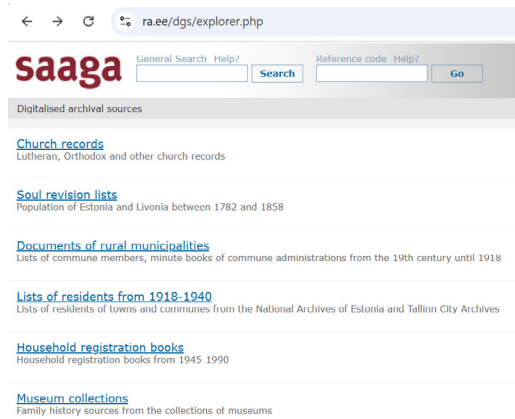 ra.ee/dgs/explorer.php
saaga
General Search Help?
Search
Reference code Help?
Go
Digitalised archival sources
Church records
Lutheran, Orthodox and other church records
Soul revision lists
Population of Estonia and Livonia between 1782 and 1858
Documents of rural municipalities
Lists of commune members, minute books of commune administrations from the 19th century until 1918
Lists of residents from 1918-1940
Lists of residents of towns and communes from the National Archives of Estonia and Tallinn City Archives
Household registration books
Household registration books from 1945-1990
Museum collections
Family history sources from the collections of museums